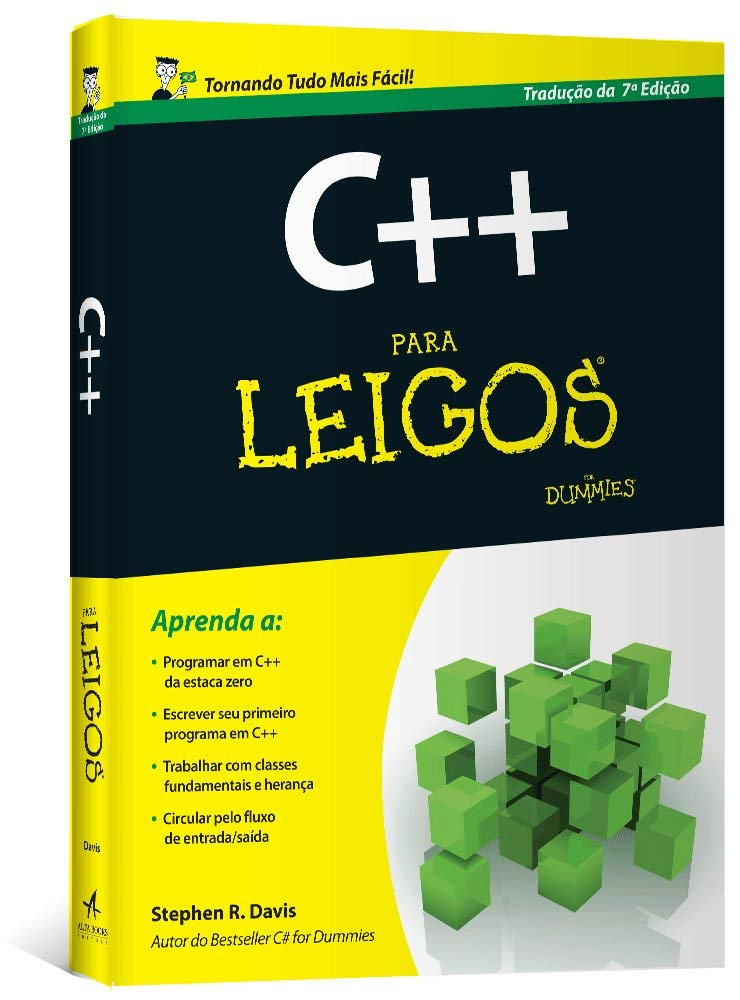 Tornando Tudo Mais Fácil!
Tradução da 7ª Edição
C++
PARA
LEIGOS®
FOR
DUMMIES®
Aprenda a:
• Programar em C++
da estaca zero
• Escrever seu primeiro
programa em C++
• Trabalhar com classes
fundamentais e herança
• Circular pelo fluxo
de entrada/saída
Stephen R. Davis
Autor do Bestseller C# for Dummies
Tradução da
7ª Edição
C++
PARA
LEIGOS
Davis
ALTA BOOKS
EDITORA